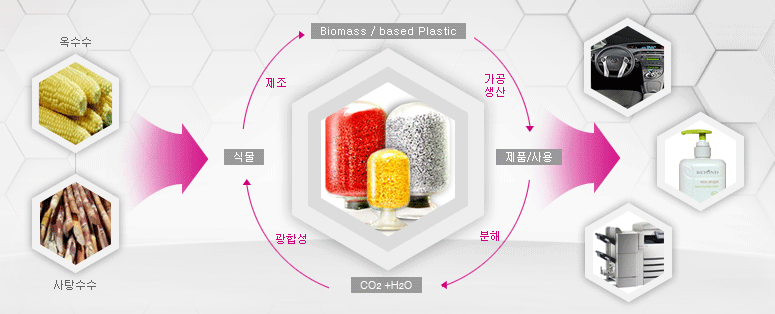 옥수수
사탕수수
Biomass / based Plastic
제조
가공
생산
식물
제품/사용
광합성
분해
CO2 +H2O